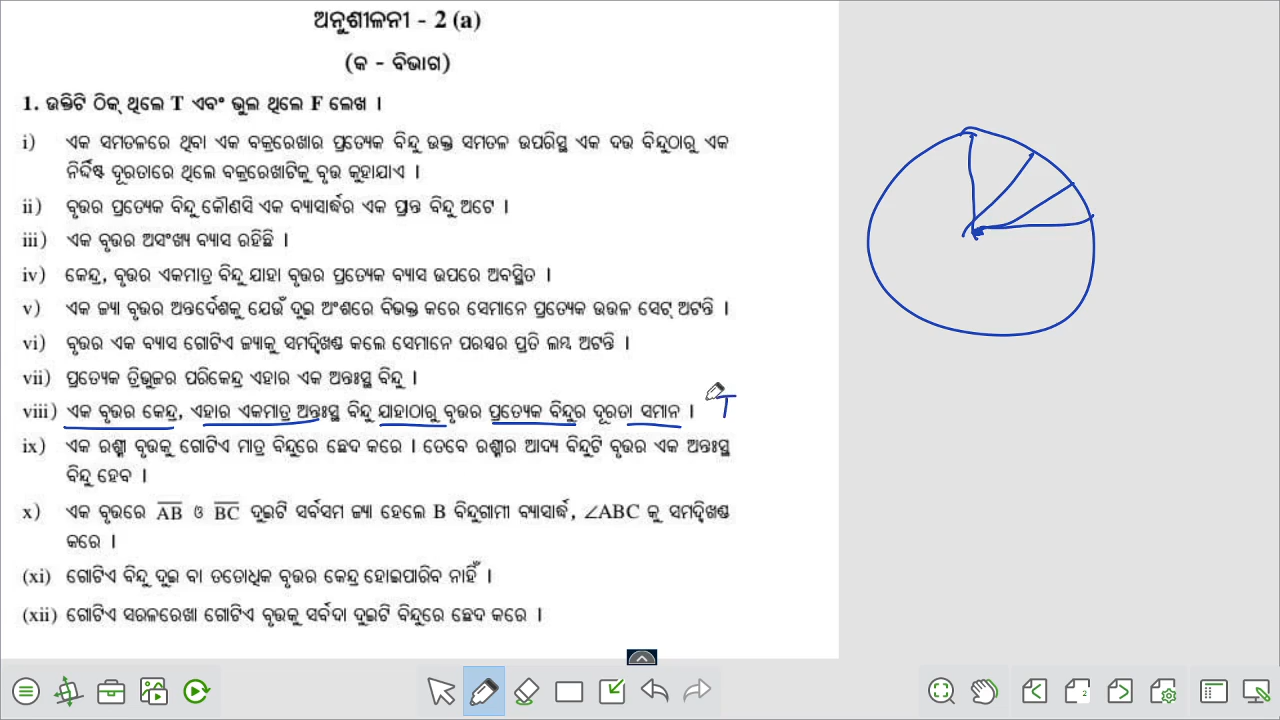 ଅନୁଶୀଳନୀ - 2 (a)
(କ - ବିଭାଗ)
1. ଉକ୍ତିଟି ଠିକ୍ ଥିଲେ T ଏବଂ ଭୁଲ ଥିଲେ F ଲେଖ ।
i) ଏକ ସମତଳରେ ଥିବା ଏକ ବକ୍ରରେଖାର ପ୍ରତ୍ୟେକ ବିନ୍ଦୁ ଉକ୍ତ ସମତଳ ଉପରିସ୍ଥ ଏକ ଦତ୍ତ ବିନ୍ଦୁଠାରୁ ଏକ
ନିର୍ଦ୍ଦିଷ୍ଟ ଦୂରତାରେ ଥିଲେ ବକ୍ରରେଖାଟିକୁ ବୃତ୍ତ କୁହାଯାଏ ।
ii) ବୃତ୍ତର ପ୍ରତ୍ୟେକ ବିନ୍ଦୁ କୌଣସି ଏକ ବ୍ୟାସାର୍ଦ୍ଧର ଏକ ପ୍ରାନ୍ତ ବିନ୍ଦୁ ଅଟେ ।
iii) ଏକ ବୃତ୍ତର ଅସଂଖ୍ୟ ବ୍ୟାସ ରହିଛି ।
iv) କେନ୍ଦ୍ର, ବୃତ୍ତର ଏକମାତ୍ର ବିନ୍ଦୁ ଯାହା ବୃତ୍ତର ପ୍ରତ୍ୟେକ ବ୍ୟାସ ଉପରେ ଅବସ୍ଥିତ ।
v) ଏକ ଜ୍ୟା ବୃତ୍ତର ଅନ୍ତର୍ଦେଶକୁ ଯେଉଁ ଦୁଇ ଅଂଶରେ ବିଭକ୍ତ କରେ ସେମାନେ ପ୍ରତ୍ୟେକ ଉତ୍ତଳ ସେଟ୍ ଅଟନ୍ତି ।
vi) ବୃତ୍ତର ଏକ ବ୍ୟାସ ଗୋଟିଏ ଜ୍ୟାକୁ ସମଦ୍ବିଖଣ୍ଡ କଲେ ସେମାନେ ପରସ୍ପର ପ୍ରତି ଲମ୍ବ ଅଟନ୍ତି ।
vii) ପ୍ରତ୍ୟେକ ତ୍ରିଭୁଜର ପରିକେନ୍ଦ୍ର ଏହାର ଏକ ଅନ୍ତଃସ୍ଥ ବିନ୍ଦୁ ।
viii) ଏକ ବୃତ୍ତର କେନ୍ଦ୍ର, ଏହାର ଏକମାତ୍ର ଅନ୍ତଃସ୍ଥ ବିନ୍ଦୁ ଯାହାଠାରୁ ବୃତ୍ତର ପ୍ରତ୍ୟେକ ବିନ୍ଦୁର ଦୂରତା ସମାନ । T
ix) ଏକ ରଶ୍ମୀ ବୃତ୍ତକୁ ଗୋଟିଏ ମାତ୍ର ବିନ୍ଦୁରେ ଛେଦ କରେ । ତେବେ ରଶ୍ମୀର ଆଦ୍ୟ ବିନ୍ଦୁଟି ବୃତ୍ତର ଏକ ଅନ୍ତଃସ୍ଥ
ବିନ୍ଦୁ ହେବ ।
x) ଏକ ବୃତ୍ତରେ AB ଓ BC ଦୁଇଟି ସର୍ବସମ ଜ୍ୟା ହେଲେ B ବିନ୍ଦୁଗାମୀ ବ୍ୟାସାର୍ଦ୍ଧ, ∠ABC କୁ ସମଦ୍ବିଖଣ୍ଡ
କରେ ।
(xi) ଗୋଟିଏ ବିନ୍ଦୁ ଦୁଇ ବା ତତୋଧିକ ବୃତ୍ତର କେନ୍ଦ୍ର ହୋଇପାରିବ ନାହିଁ ।
(xii) ଗୋଟିଏ ସରଳରେଖା ଗୋଟିଏ ବୃତ୍ତକୁ ସର୍ବଦା ଦୁଇଟି ବିନ୍ଦୁରେ ଛେଦ କରେ ।
2